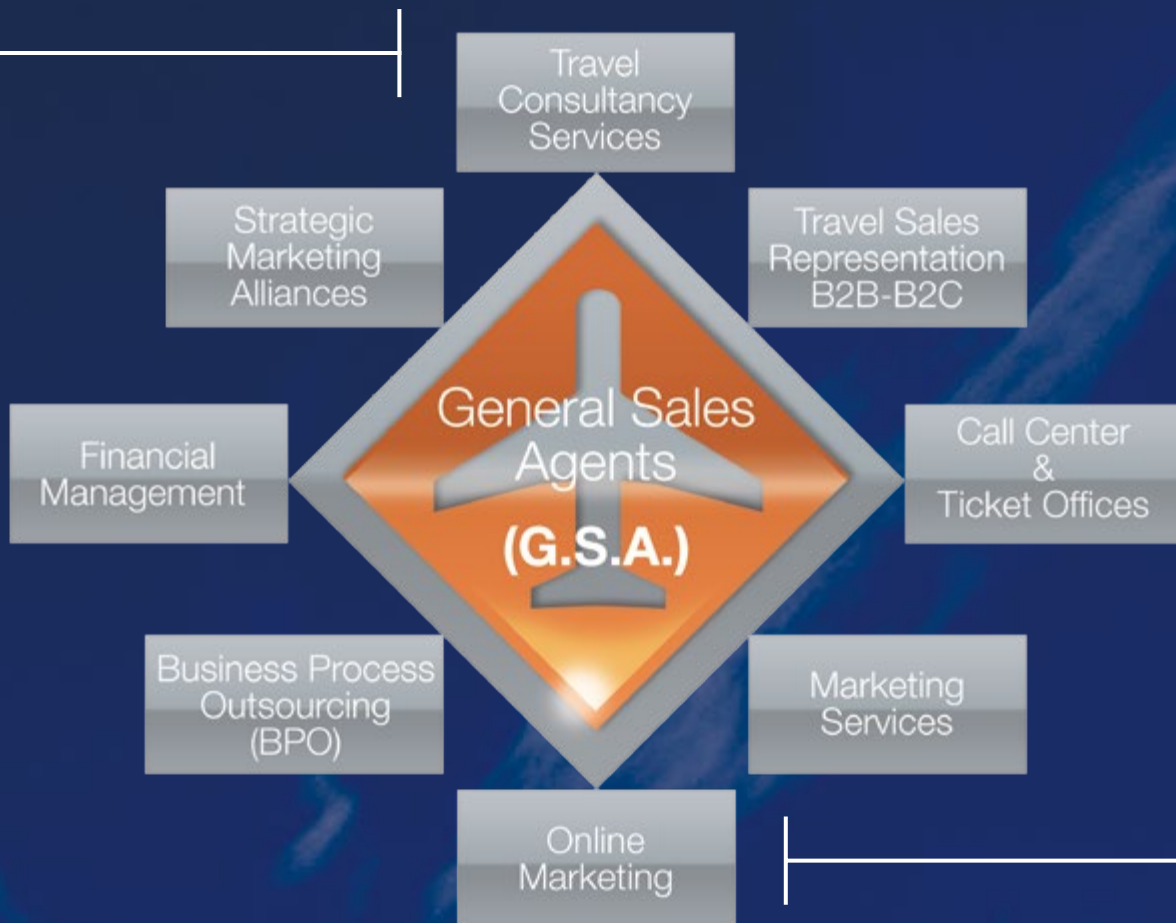 Travel
Consultancy
Services
Strategic
Marketing
Alliances
Travel Sales
Representation
B2B-B2C
General Sales
Agents
(G.S.A.)
Financial
Management
Call Center
&
Ticket Offices
Business Process
Outsourcing
(BPO)
Marketing
Services
Online
Marketing